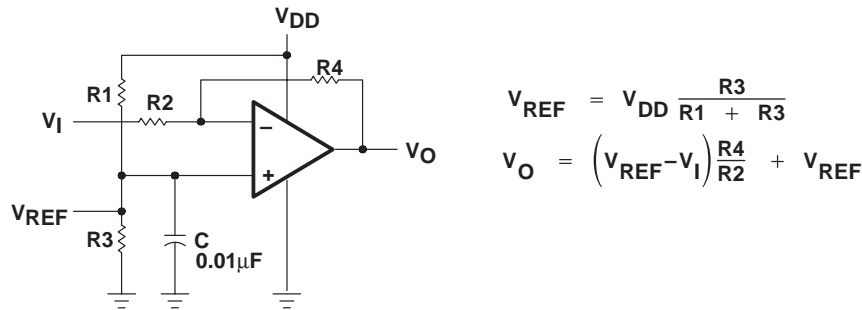 VDD
R1
R2
R4
VI
−
+
VO
VREF
R3
C
0.01μF
VREF = VDD R3 / R1 + R3
VO = (VREF−VI) R4 / R2 + VREF